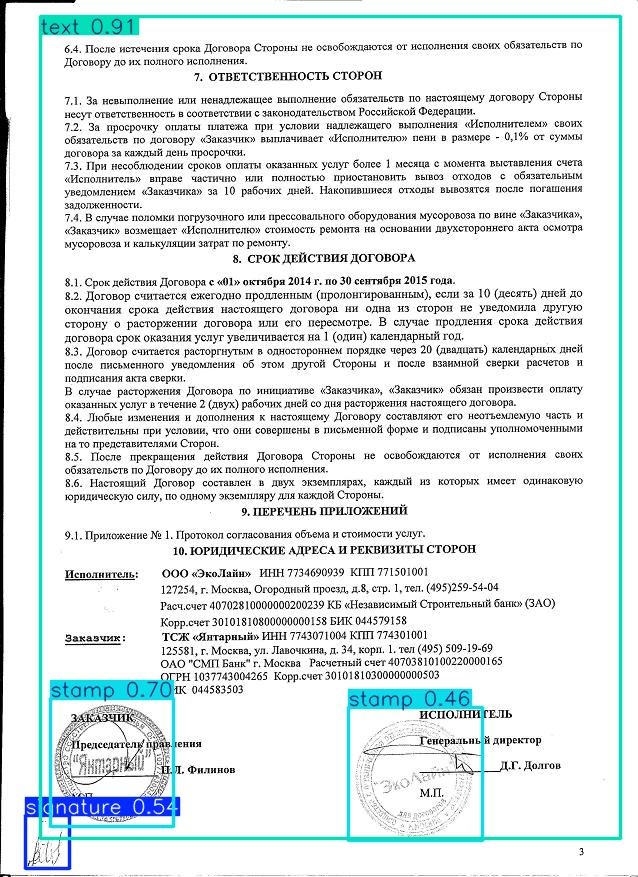 text 0.91
6.4. После истечения срока Договора Стороны не освобождаются от исполнения своих обязательств по
Договору до их полного исполнения.
7. ОТВЕТСТВЕННОСТЬ СТОРОН
7.1. За невыполнение или ненадлежащее выполнение обязательств по настоящему договору Стороны
несут ответственность в соответствии с законодательством Российской Федерации.
7.2. За просрочку оплаты платежа при условии надлежащего выполнения «Исполнителем» своих
обязательств по договору «Заказчик» выплачивает «Исполнителю» пени в размере - 0,1% от суммы
договора за каждый день просрочки.
7.3. При несоблюдении сроков оплаты оказанных услуг более 1 месяца с момента выставления счета
«Исполнитель» вправе частично или полностью приостановить вывоз отходов с обязательным
уведомлением «Заказчика» за 10 рабочих дней. Накопившиеся отходы вывозятся после погашения
задолженности.
7.4. В случае поломки погрузочного или прессовального оборудования мусоровоза по вине «Заказчика»,
«Заказчик» возмещает «Исполнителю» стоимость ремонта на основании двухстороннего акта осмотра
мусоровоза и калькуляции затрат по ремонту.
8. СРОК ДЕЙСТВИЯ ДОГОВОРА
8.1. Срок действия Договора с «01» октября 2014 г. по 30 сентября 2015 года.
8.2. Договор считается ежегодно продленным (пролонгированным), если за 10 (десять) дней до
окончания срока действия настоящего договора ни одна из сторон не уведомила другую
сторону о расторжении договора или его пересмотре. В случае продления срока действия
договора срок оказания услуг увеличивается на 1 (один) календарный год.
8.3. Договор считается расторгнутым в одностороннем порядке через 20 (двадцать) календарных дней
после письменного уведомления об этом другой Стороны и после взаимной сверки расчетов и
подписания акта сверки.
В случае расторжения Договора по инициативе «Заказчика», «Заказчик» обязан произвести оплату
оказанных услуг в течение 2 (двух) рабочих дней со дня расторжения настоящего договора.
8.4. Любые изменения и дополнения к настоящему Договору составляют его неотъемлемую часть и
действительны при условии, что они совершены в письменной форме и подписаны уполномоченными
на то представителями Сторон.
8.5. После прекращения действия Договора Стороны не освобождаются от исполнения своих
обязательств по Договору до их полного исполнения.
8.6. Настоящий Договор составлен в двух экземплярах, каждый из которых имеет одинаковую
юридическую силу, по одному экземпляру для каждой Стороны.
9. ПЕРЕЧЕНЬ ПРИЛОЖЕНИЙ
9.1. Приложение № 1. Протокол согласования объема и стоимости услуг.
10. ЮРИДИЧЕСКИЕ АДРЕСА И РЕКВИЗИТЫ СТОРОН
Исполнитель: ООО «ЭкоЛайн» ИНН 7734690939 КПП 771501001
127254, г. Москва, Огородный проезд, д.8, стр. 1, тел. (495)259-54-04
Расч.счет 40702810000000200239 КБ «Независимый Строительный банк» (ЗАО)
Корр.счет 30101810800000000158 БИК 044579158
Заказчик: ТСЖ «Янтарный» ИНН 7743071004 КПП 774301001
125581, г. Москва, ул. Лавочкина, д. 34, корп. 1. тел (495) 509-19-69
ОАО "СМП Банк" г. Москва Расчетный счет 40703810100220000165
ОГРН 1037743004265 Корр.счет 30101810300000000503
БИК 044583503
stamp 0.70
stamp 0.46
ЗАКАЗЧИК
ИСПОЛНИТЕЛЬ
Председатель правления
Генеральный директор
"Янтарный"
"ЭкоЛайн"
Н.Л. Филинов
Д.Г. Долгов
М.П.
для договоров
signature 0.54
3